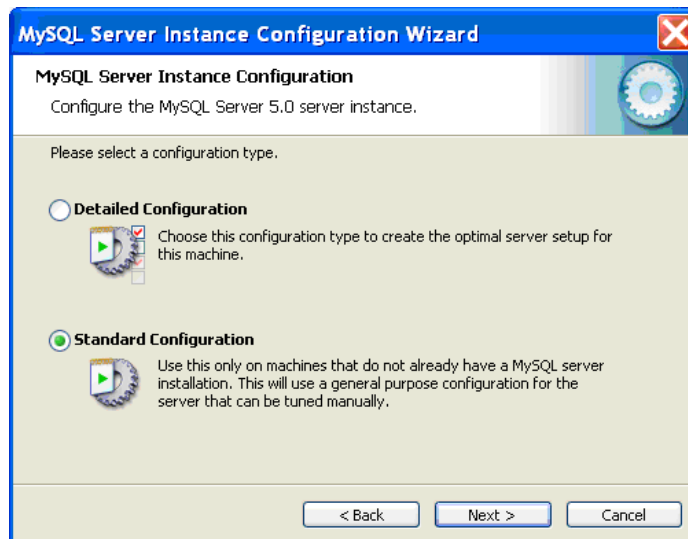 MySQL Server Instance Configuration Wizard
MySQL Server Instance Configuration
Configure the MySQL Server 5.0 server instance.
Please select a configuration type.
Detailed Configuration
Choose this configuration type to create the optimal server setup for
this machine.
Standard Configuration
Use this only on machines that do not already have a MySQL server
installation. This will use a general purpose configuration for the
server that can be tuned manually.
< Back Next > Cancel